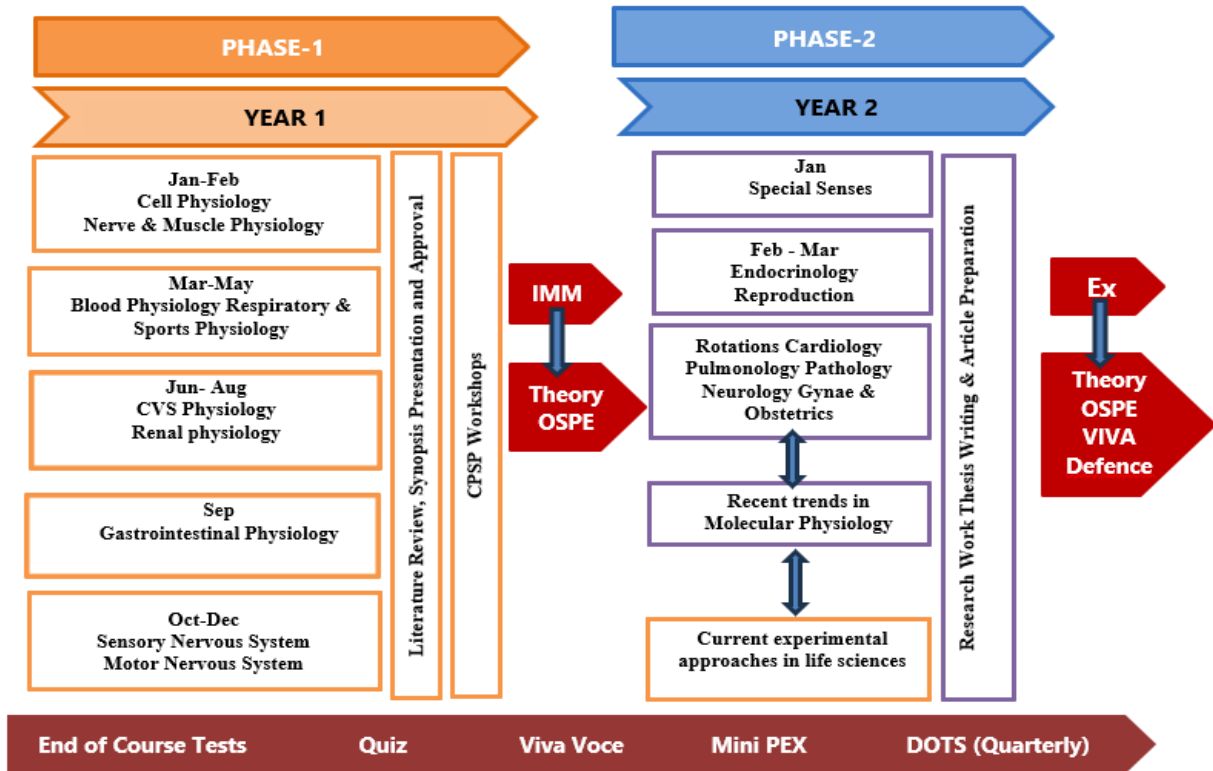 PHASE-1
YEAR 1
Jan-Feb
Cell Physiology
Nerve & Muscle Physiology
Mar-May
Blood Physiology Respiratory &
Sports Physiology
Jun- Aug
CVS Physiology
Renal physiology
Sep
Gastrointestinal Physiology
Oct-Dec
Sensory Nervous System
Motor Nervous System
Literature Review, Synopsis Presentation and Approval
CPSP Workshops
IMM
Theory
OSPE
PHASE-2
YEAR 2
Jan
Special Senses
Feb - Mar
Endocrinology
Reproduction
Rotations Cardiology
Pulmonology Pathology
Neurology Gynae &
Obstetrics
Recent trends in
Molecular Physiology
Current experimental
approaches in life sciences
Research Work Thesis Writing & Article Preparation
Ex
Theory
OSPE
VIVA
Defence
End of Course Tests Quiz Viva Voce Mini PEX DOTS (Quarterly)